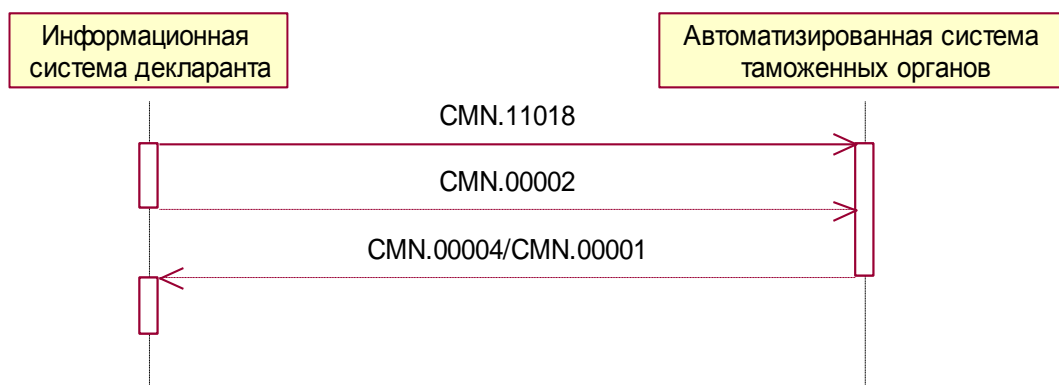 Информационная
система декларанта
Автоматизированная система
таможенных органов
CMN.11018
CMN.00002
CMN.00004/CMN.00001